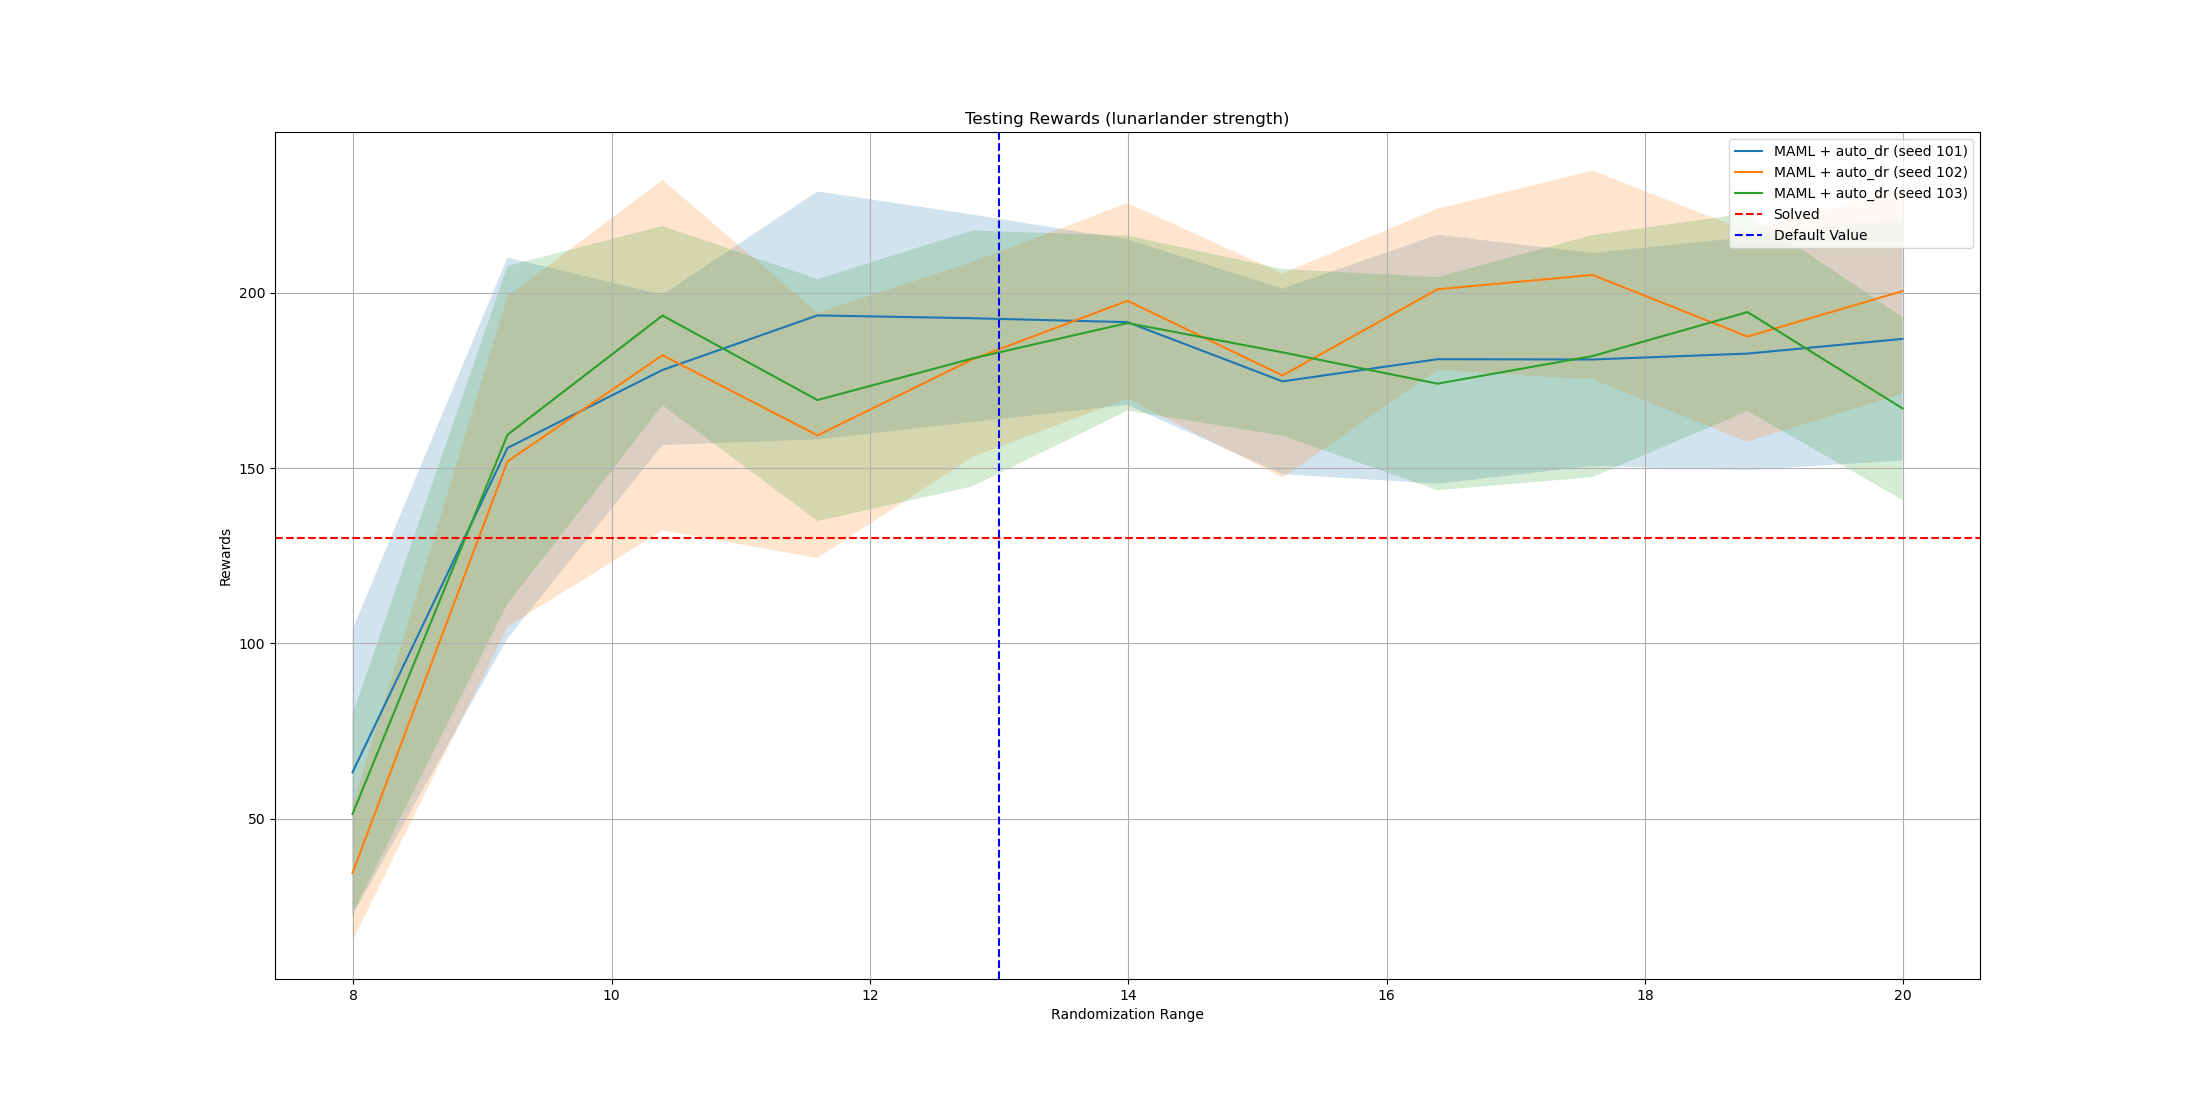 Testing Rewards (lunarlander strength)
MAML + auto_dr (seed 101)
MAML + auto_dr (seed 102)
MAML + auto_dr (seed 103)
Solved
Default Value
200
150
100
50
Rewards
8 10 12 14 16 18 20
Randomization Range